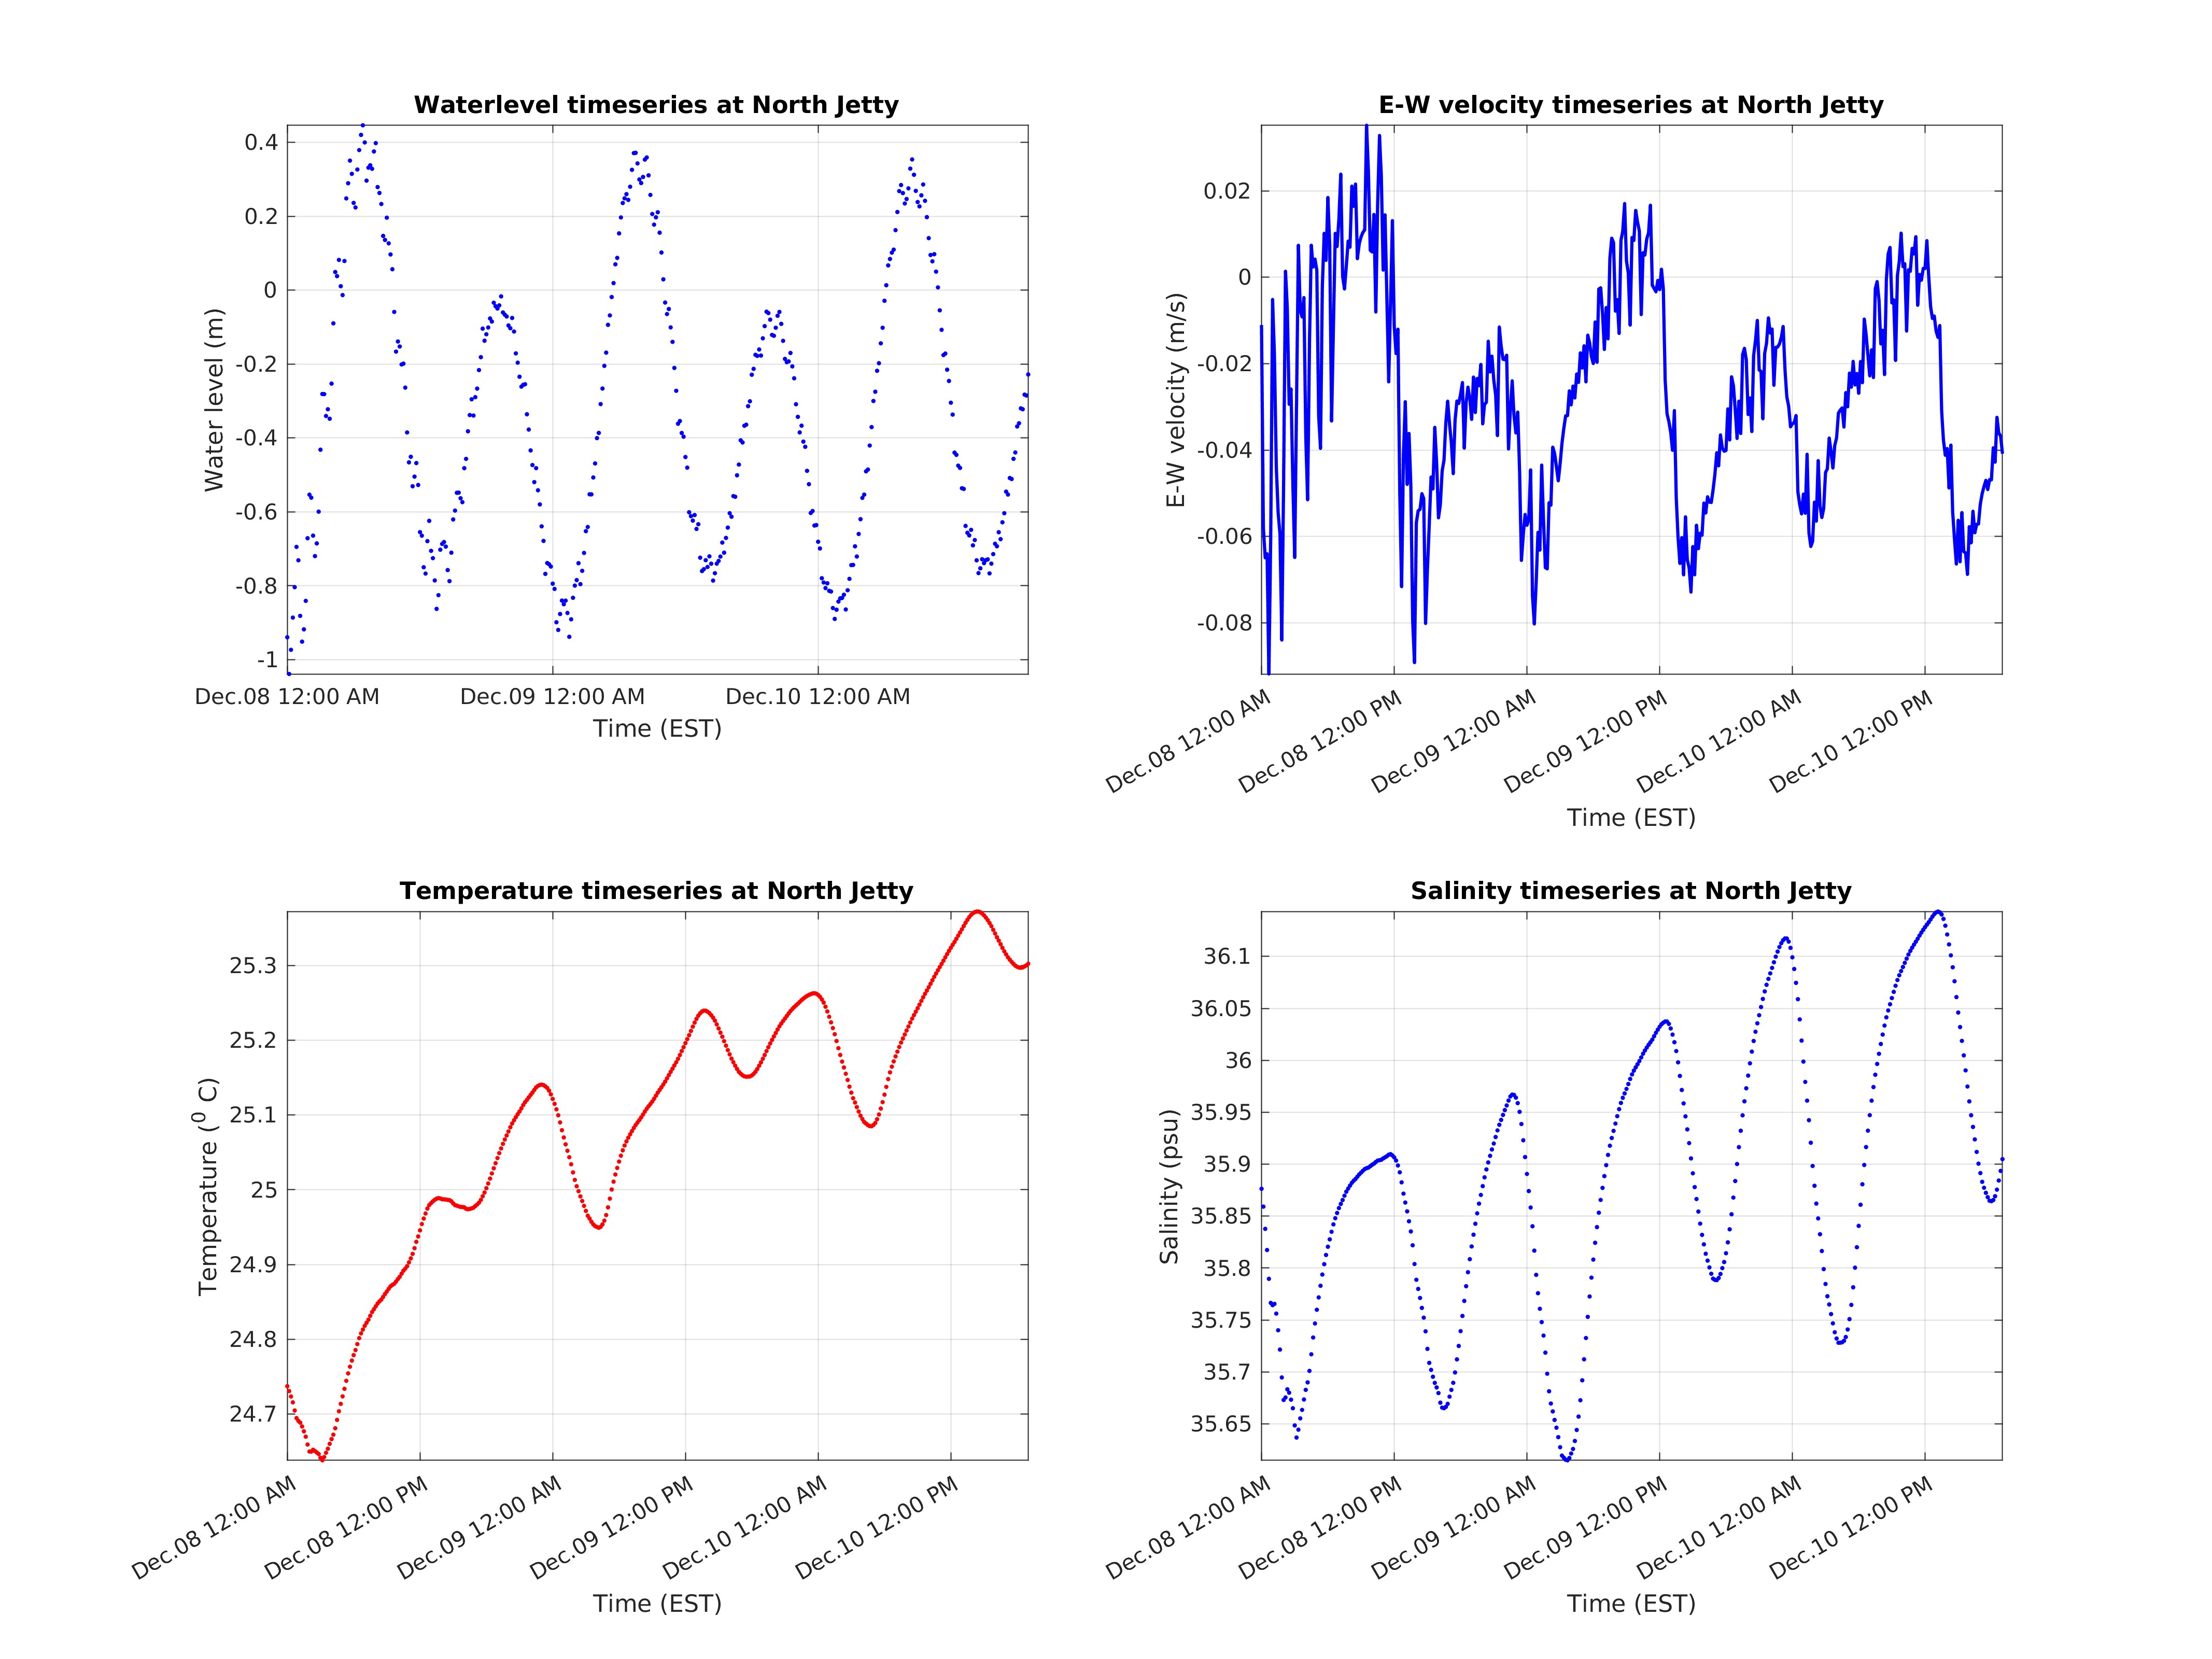 Waterlevel timeseries at North Jetty
0.4
0.2
0
-0.2
-0.4
-0.6
-0.8
-1
Water level (m)
Dec.08 12:00 AM
Dec.09 12:00 AM
Dec.10 12:00 AM
Time (EST)
E-W velocity timeseries at North Jetty
0.02
0
-0.02
-0.04
-0.06
-0.08
E-W velocity (m/s)
Dec.08 12:00 AM
Dec.08 12:00 PM
Dec.09 12:00 AM
Dec.09 12:00 PM
Dec.10 12:00 AM
Dec.10 12:00 PM
Time (EST)
Temperature timeseries at North Jetty
25.3
25.2
25.1
25
24.9
24.8
24.7
Temperature (⁰ C)
Dec.08 12:00 AM
Dec.08 12:00 PM
Dec.09 12:00 AM
Dec.09 12:00 PM
Dec.10 12:00 AM
Dec.10 12:00 PM
Time (EST)
Salinity timeseries at North Jetty
36.1
36.05
36
35.95
35.9
35.85
35.8
35.75
35.7
35.65
Salinity (psu)
Dec.08 12:00 AM
Dec.08 12:00 PM
Dec.09 12:00 AM
Dec.09 12:00 PM
Dec.10 12:00 AM
Dec.10 12:00 PM
Time (EST)